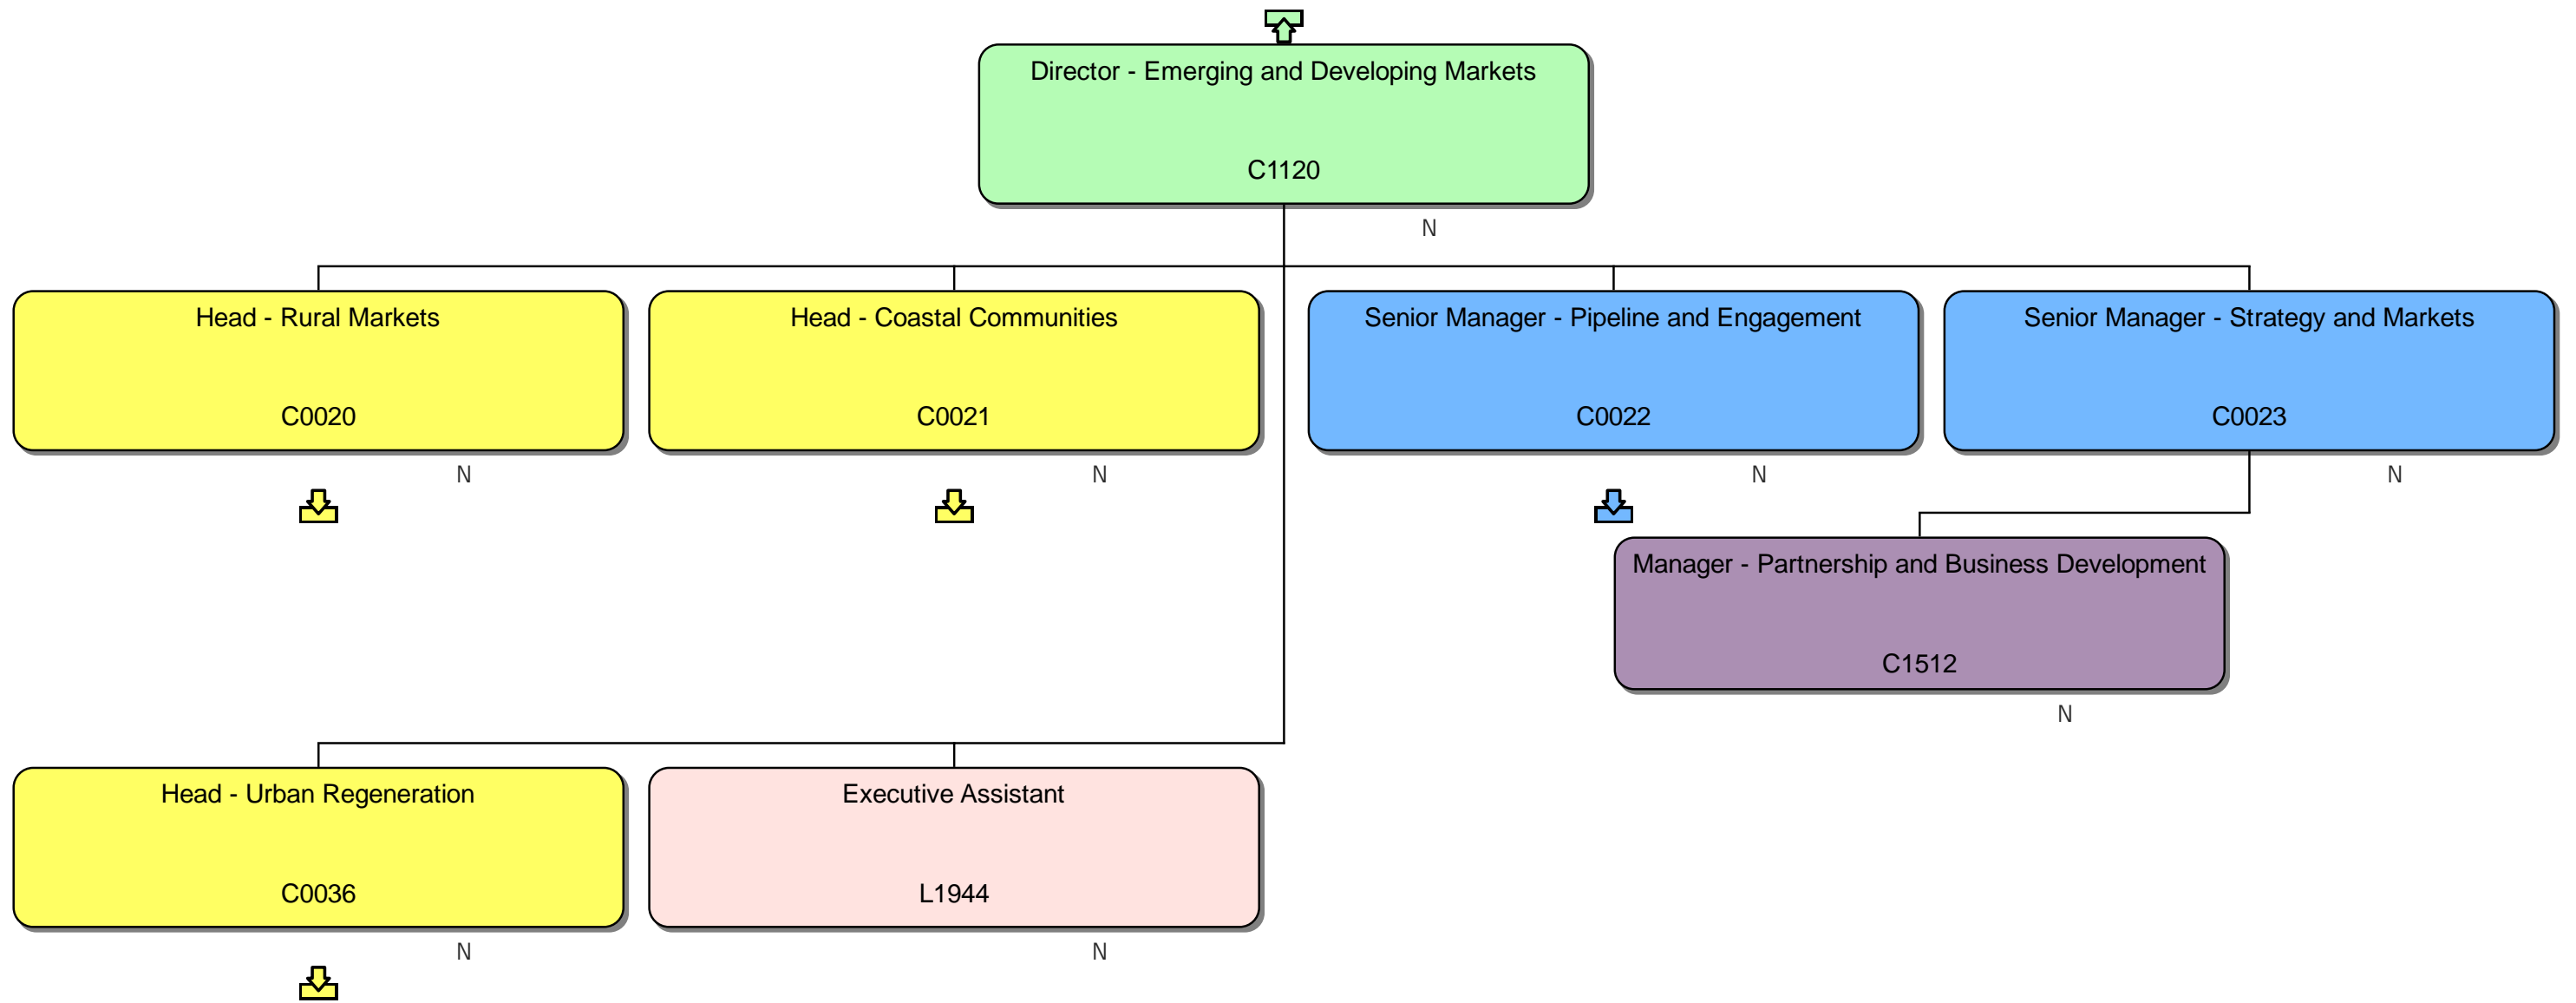 Director - Emerging and Developing Markets
C1120
N
Head - Rural Markets
C0020
N
Head - Coastal Communities
C0021
N
Senior Manager - Pipeline and Engagement
C0022
N
Senior Manager - Strategy and Markets
C0023
N
Manager - Partnership and Business Development
C1512
N
Head - Urban Regeneration
C0036
N
Executive Assistant
L1944
N